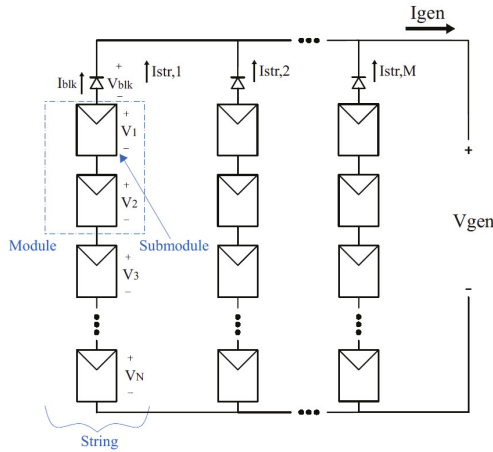 Igen
Iblk
+
Vblk
–
Istr,1
Istr,2
Istr,M
+
V1
–
+
V2
–
Module
Submodule
+
V3
–
+
Vgen
–
+
VN
–
String